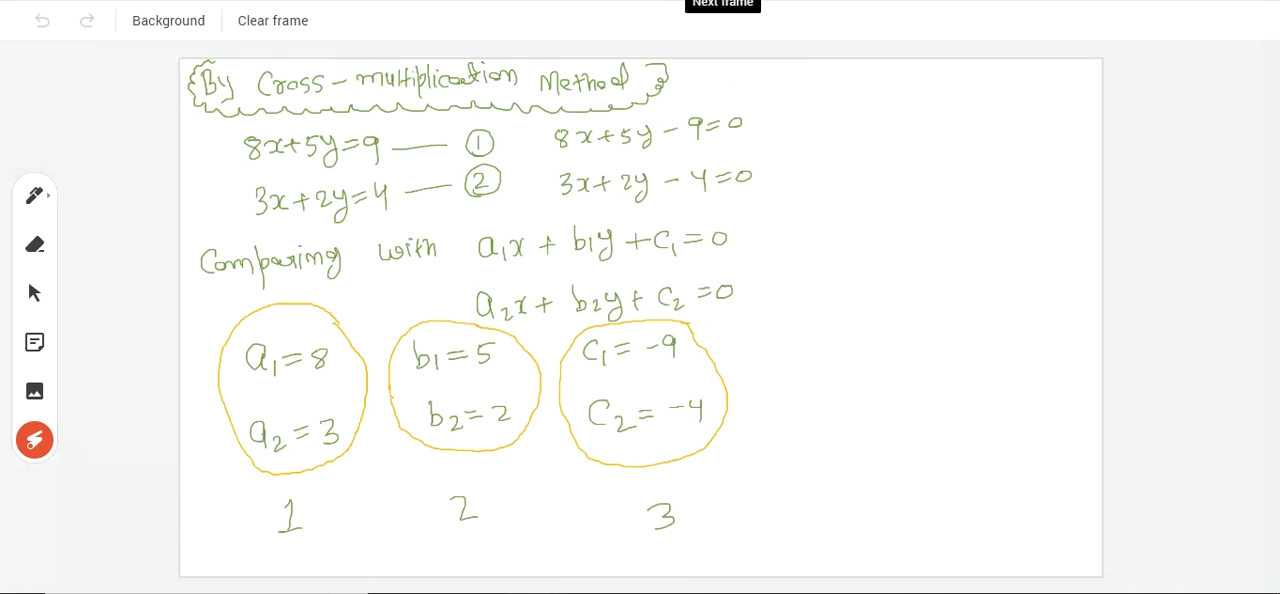 Next frame
Background Clear frame
{By Cross-multiplication Method}
8x+5y=9 —— ① 8x+5y-9=0
3x+2y=4 —— ② 3x+2y-4=0
Comparing with a₁x + b₁y + c₁ = 0
a₂x + b₂y + c₂ = 0
a₁=8 b₁=5 c₁=-9
a₂=3 b₂=2 c₂=-4
1 2 3